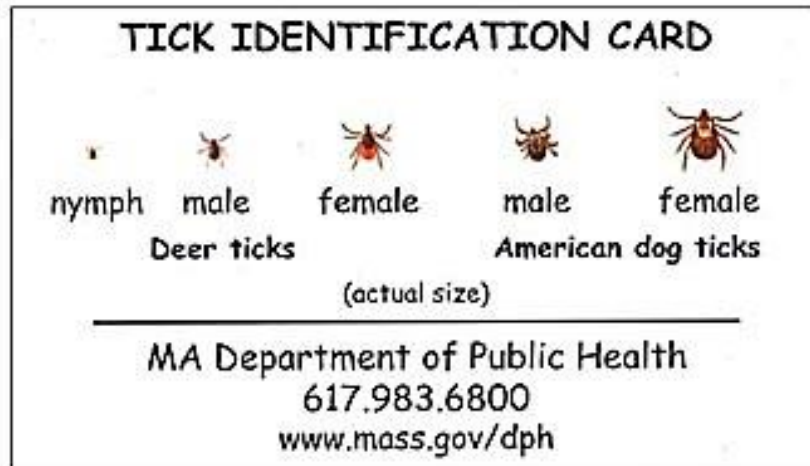 TICK IDENTIFICATION CARD
nymph male female male female
Deer ticks American dog ticks
(actual size)
MA Department of Public Health
617.983.6800
www.mass.gov/dph